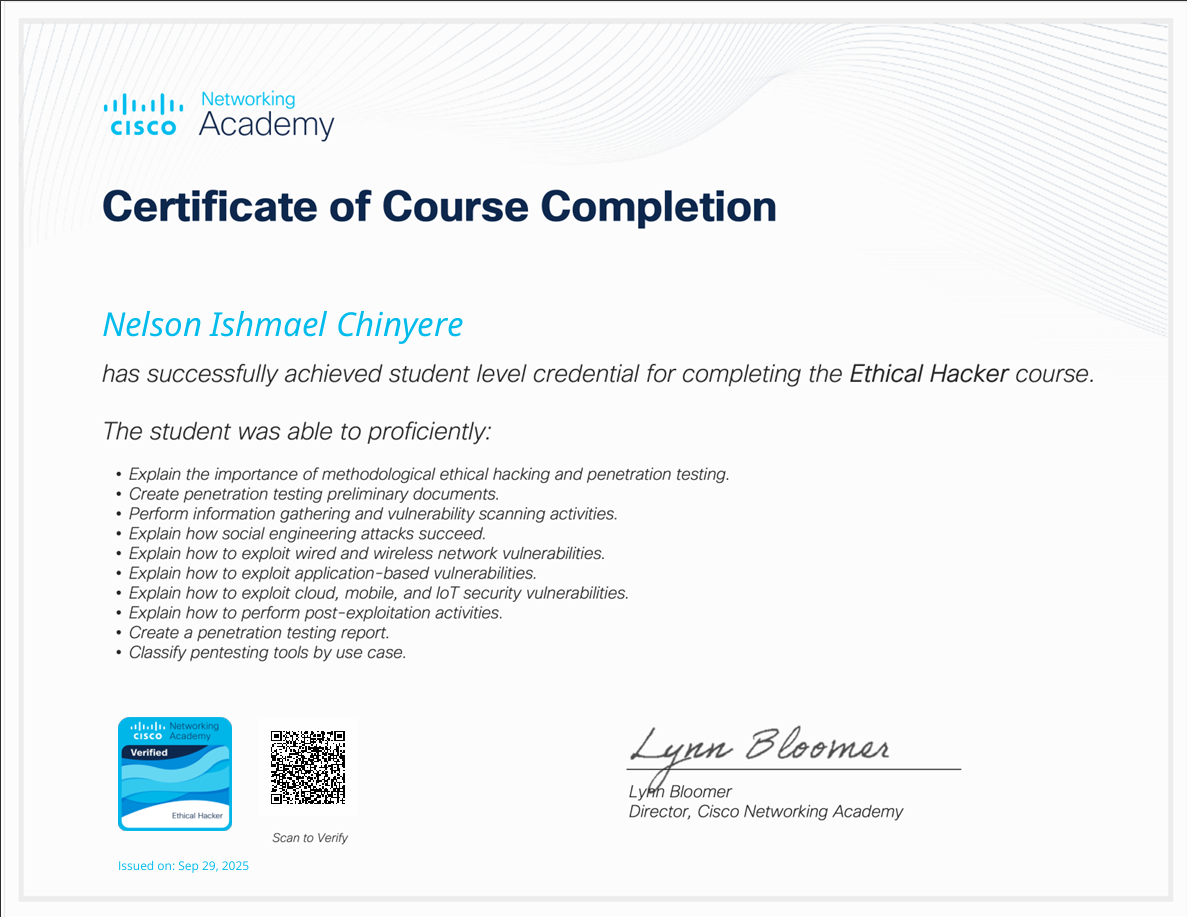 Networking
CISCO Academy
Certificate of Course Completion
Nelson Ishmael Chinyere
has successfully achieved student level credential for completing the Ethical Hacker course.
The student was able to proficiently:
• Explain the importance of methodological ethical hacking and penetration testing.
• Create penetration testing preliminary documents.
• Perform information gathering and vulnerability scanning activities.
• Explain how social engineering attacks succeed.
• Explain how to exploit wired and wireless network vulnerabilities.
• Explain how to exploit application-based vulnerabilities.
• Explain how to exploit cloud, mobile, and IoT security vulnerabilities.
• Explain how to perform post-exploitation activities.
• Create a penetration testing report.
• Classify pentesting tools by use case.
Networking
CISCO Academy
Verified
Ethical Hacker
Scan to Verify
Issued on: Sep 29, 2025
Lynn Bloomer
Lynn Bloomer
Director, Cisco Networking Academy